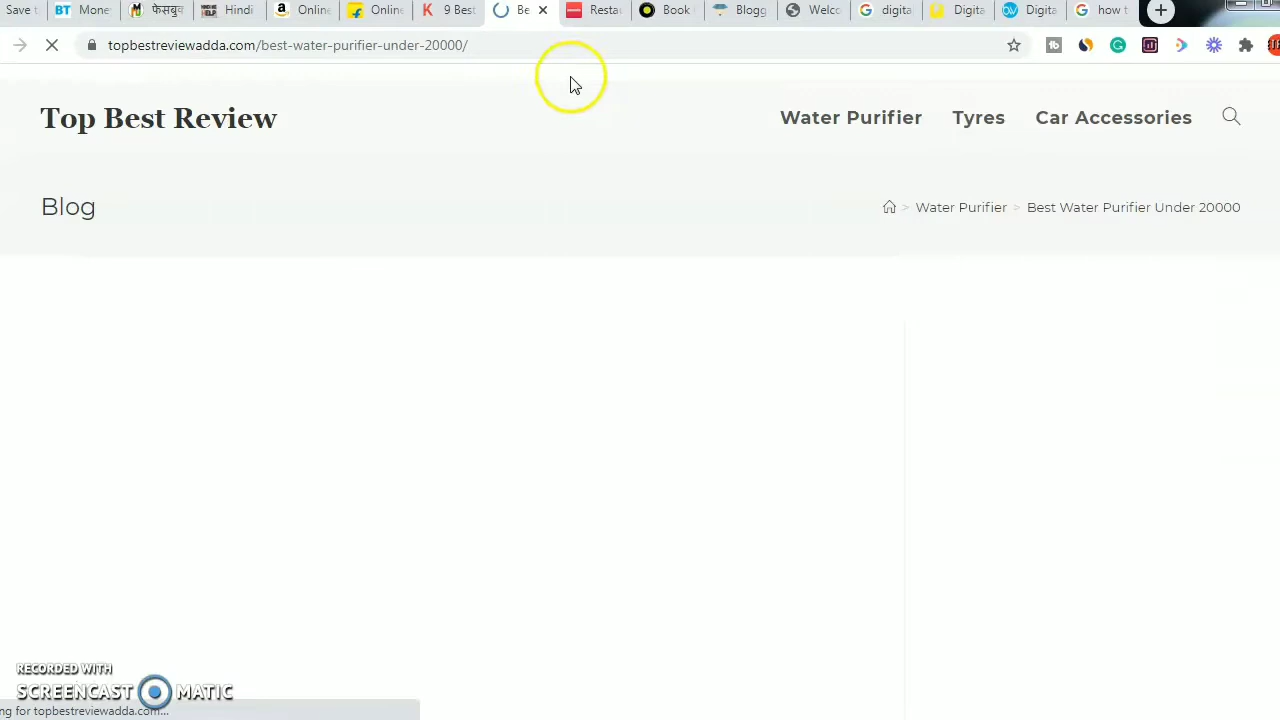 Save t Mone फेसबुव Hindi Online Online 9 Bes Be Restau Book Blogg Welco digita Digita Digita how t
topbestreviewadda.com/best-water-purifier-under-20000/
Top Best Review Water Purifier Tyres Car Accessories
Blog > Water Purifier > Best Water Purifier Under 20000
RECORDED WITH
SCREENCAST MATIC
ng for topbestreviewadda.com...